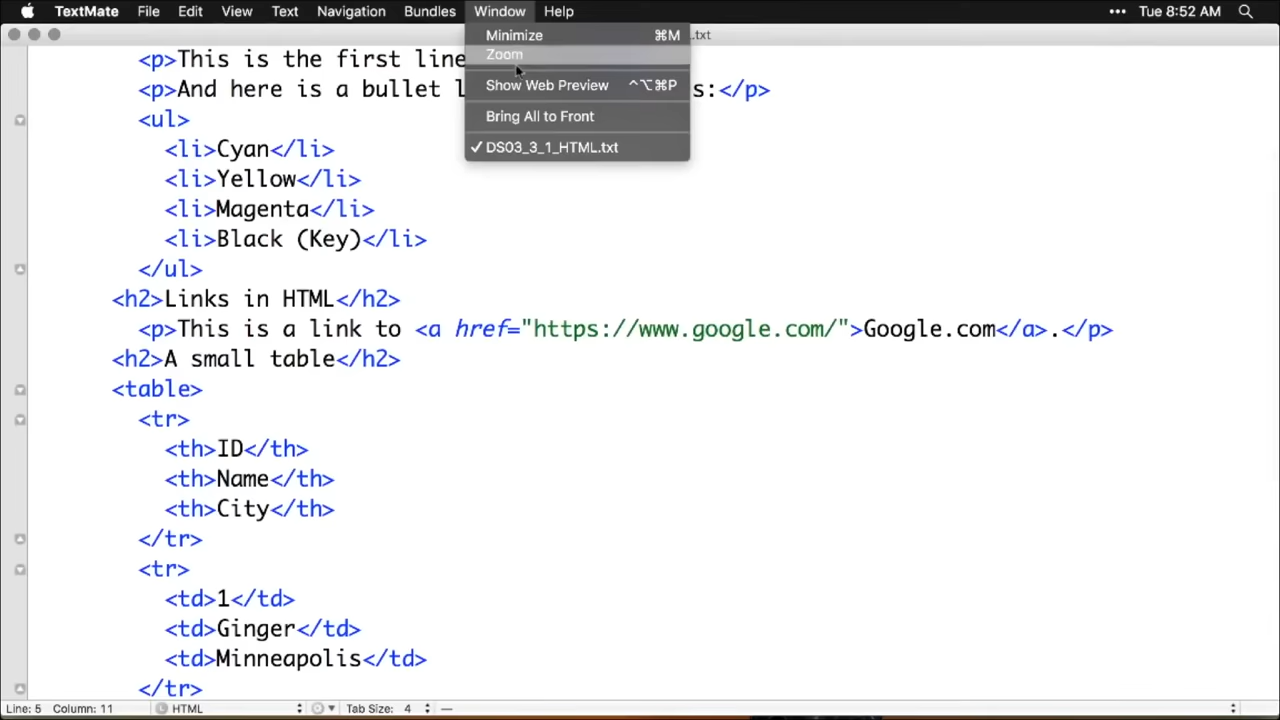 TextMate File Edit View Text Navigation Bundles Window Help ••• Tue 8:52 AM
Minimize ⌘M
.txt
Zoom
Show Web Preview ^⌥⌘P
Bring All to Front
✓ DS03_3_1_HTML.txt
<p>This is the first line
<p>And here is a bullet l s:</p>
<ul>
<li>Cyan</li>
<li>Yellow</li>
<li>Magenta</li>
<li>Black (Key)</li>
</ul>
<h2>Links in HTML</h2>
<p>This is a link to <a href="https://www.google.com/">Google.com</a>.</p>
<h2>A small table</h2>
<table>
<tr>
<th>ID</th>
<th>Name</th>
<th>City</th>
</tr>
<tr>
<td>1</td>
<td>Ginger</td>
<td>Minneapolis</td>
</tr>
Line: 5 Column: 11 L HTML Tab Size: 4 —